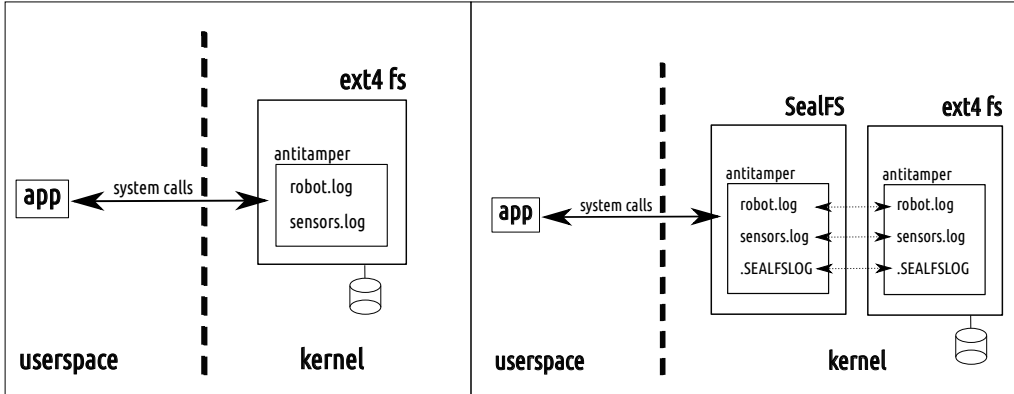 ext4 fs
antitamper
app
system calls
robot.log
sensors.log
userspace
kernel
SealFS
ext4 fs
antitamper
antitamper
app
system calls
robot.log
robot.log
sensors.log
sensors.log
.SEALFSLOG
.SEALFSLOG
userspace
kernel